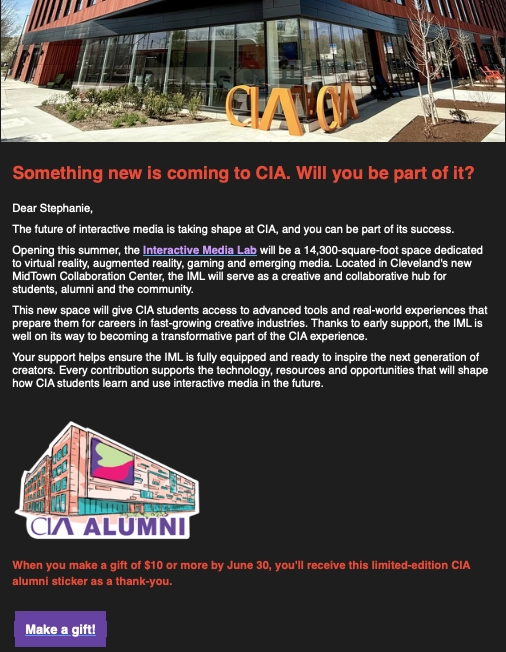 CIA CIA
Something new is coming to CIA. Will you be part of it?
Dear Stephanie,
The future of interactive media is taking shape at CIA, and you can be part of its success.
Opening this summer, the Interactive Media Lab will be a 14,300-square-foot space dedicated
to virtual reality, augmented reality, gaming and emerging media. Located in Cleveland's new
MidTown Collaboration Center, the IML will serve as a creative and collaborative hub for
students, alumni and the community.
This new space will give CIA students access to advanced tools and real-world experiences that
prepare them for careers in fast-growing creative industries. Thanks to early support, the IML is
well on its way to becoming a transformative part of the CIA experience.
Your support helps ensure the IML is fully equipped and ready to inspire the next generation of
creators. Every contribution supports the technology, resources and opportunities that will shape
how CIA students learn and use interactive media in the future.
CIA ALUMNI
When you make a gift of $10 or more by June 30, you'll receive this limited-edition CIA
alumni sticker as a thank-you.
Make a gift!